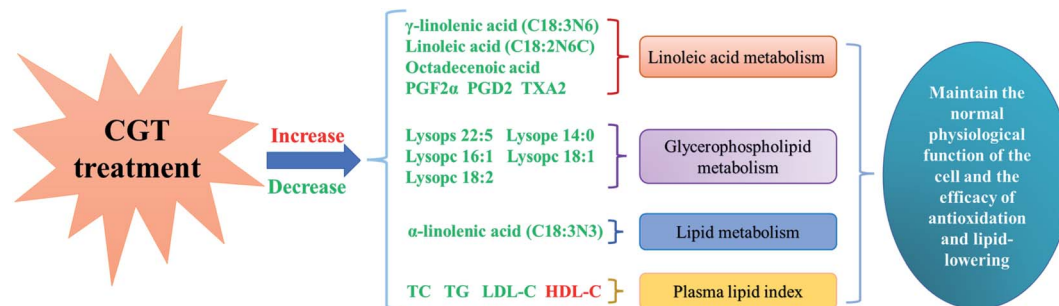 CGT
treatment
Increase
Decrease
γ-linolenic acid (C18:3N6)
Linoleic acid (C18:2N6C)
Octadecenoic acid
PGF2α PGD2 TXA2
Linoleic acid metabolism
Lysops 22:5 Lysope 14:0
Lysopc 16:1 Lysopc 18:1
Lysopc 18:2
Glycerophospholipid
metabolism
α-linolenic acid (C18:3N3)
Lipid metabolism
TC TG LDL-C HDL-C
Plasma lipid index
Maintain the
normal
physiological
function of the
cell and the
efficacy of
antioxidation
and lipid-
lowering